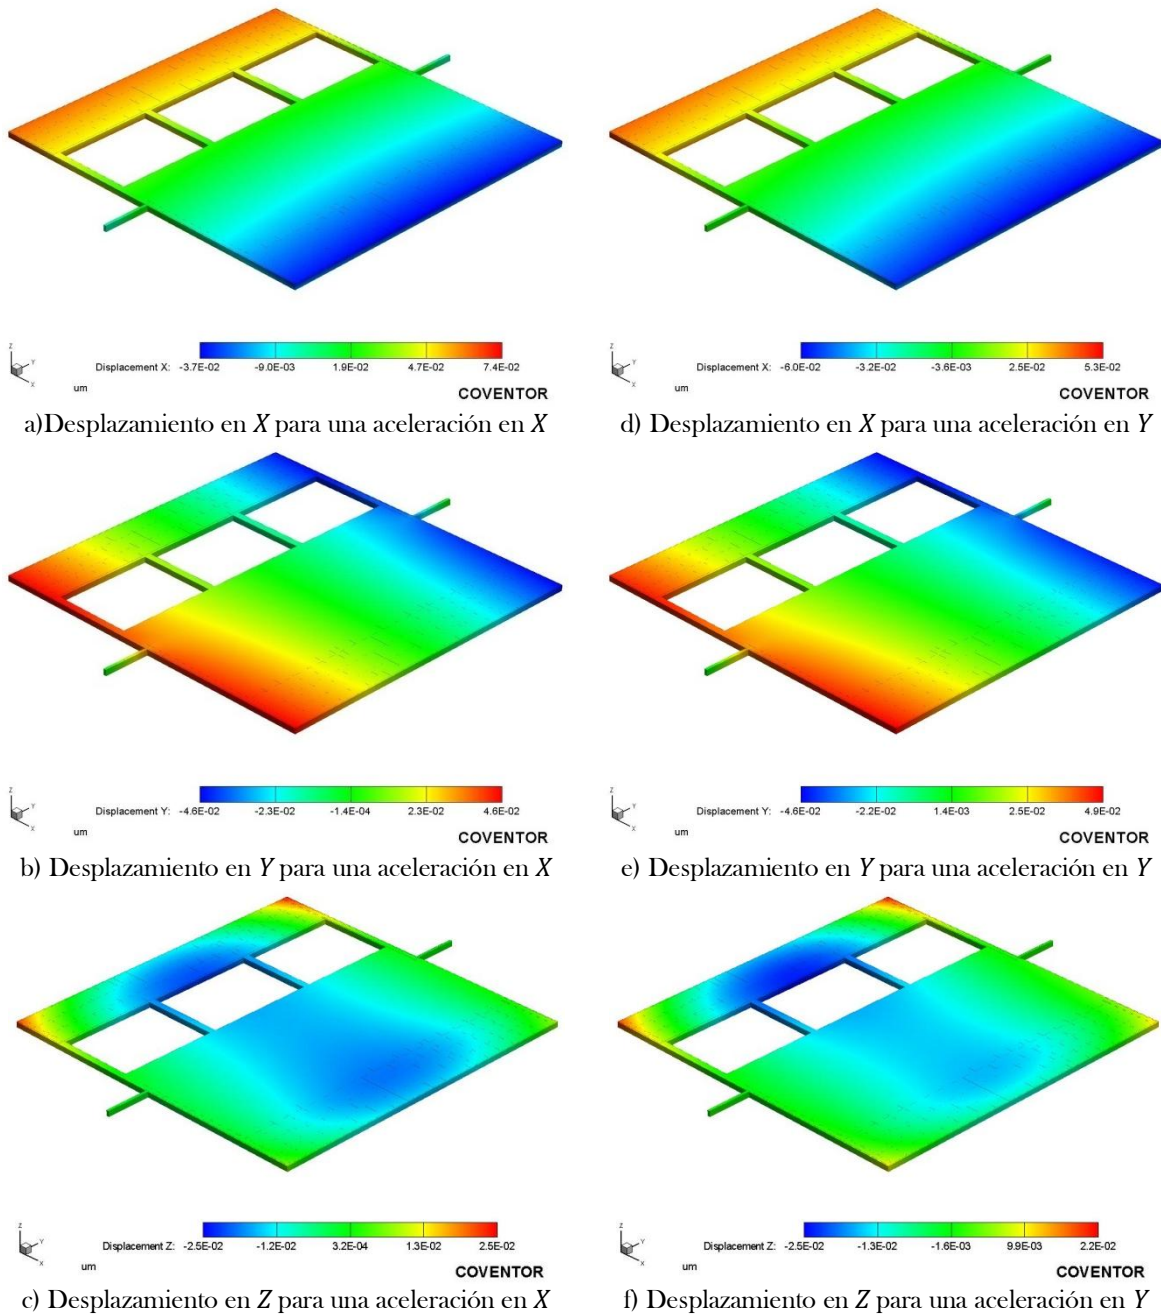 Displacement X: -3.7E-02 -9.0E-03 1.9E-02 4.7E-02 7.4E-02
Z Y X
um
COVENTOR
a)Desplazamiento en X para una aceleración en X
Displacement X: -6.0E-02 -3.2E-02 -3.6E-03 2.5E-02 5.3E-02
Z Y X
um
COVENTOR
d) Desplazamiento en X para una aceleración en Y
Displacement Y: -4.6E-02 -2.3E-02 -1.4E-04 2.3E-02 4.6E-02
Z Y X
um
COVENTOR
b) Desplazamiento en Y para una aceleración en X
Displacement Y: -4.6E-02 -2.2E-02 1.4E-03 2.5E-02 4.9E-02
Z Y X
um
COVENTOR
e) Desplazamiento en Y para una aceleración en Y
Displacement Z: -2.5E-02 -1.2E-02 3.2E-04 1.3E-02 2.5E-02
Z Y X
um
COVENTOR
c) Desplazamiento en Z para una aceleración en X
Displacement Z: -2.5E-02 -1.3E-02 -1.6E-03 9.9E-03 2.2E-02
Z Y X
um
COVENTOR
f) Desplazamiento en Z para una aceleración en Y